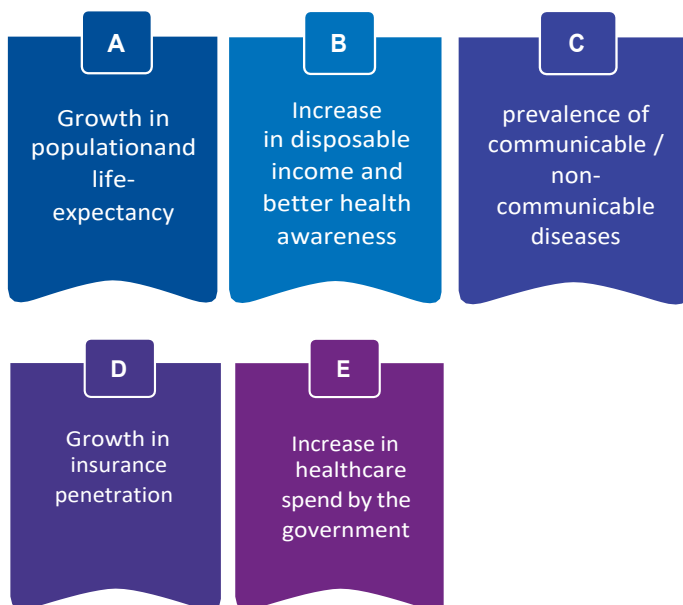 A
Growth in
populationand
life-
expectancy
B
Increase
in disposable
income and
better health
awareness
C
prevalence of
communicable /
non-
communicable
diseases
D
Growth in
insurance
penetration
E
Increase in
healthcare
spend by the
government